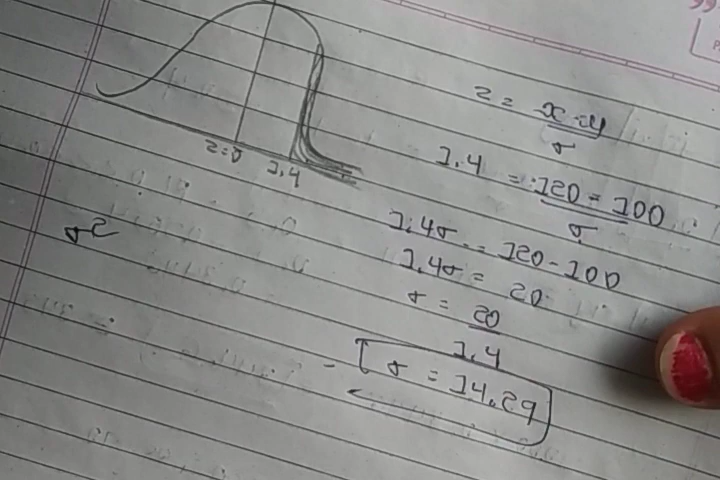 z = x - μ / σ
1.4 = 120 - 100 / σ
z=0 1.4
1.4σ = 120 - 100
σ²
1.4σ = 20
σ = 20 / 1.4
σ = 14.29